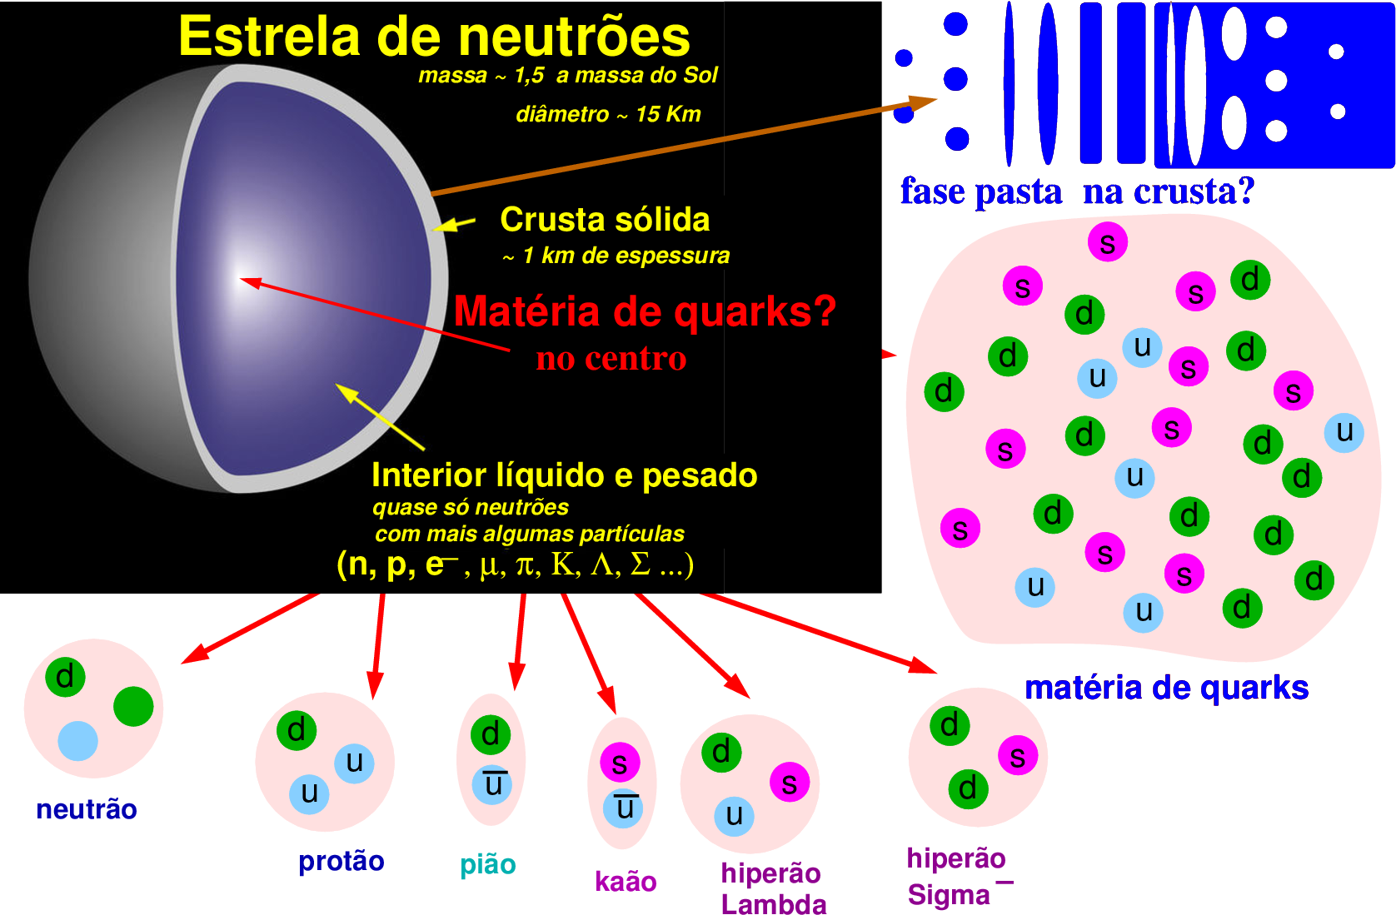 Estrela de neutrões
massa ~ 1,5 a massa do Sol
diâmetro ~ 15 Km
fase pasta na crusta?
Crusta sólida
~ 1 km de espessura
Matéria de quarks?
no centro
Interior líquido e pesado
quase só neutrões
com mais algumas partículas
(n, p, e⁻, μ, π, K, Λ, Σ ...)
s
s
s
d
d
u
d
d
u
s
d
s
s
u
d
s
d
u
d
s
d
d
d
s
s
u
s
d
u
d
matéria de quarks
d
neutrão
d
u
u
protão
d
u̅
pião
s
u̅
kaão
d
s
u
hiperão
Lambda
d
s
d
hiperão
Sigma⁻